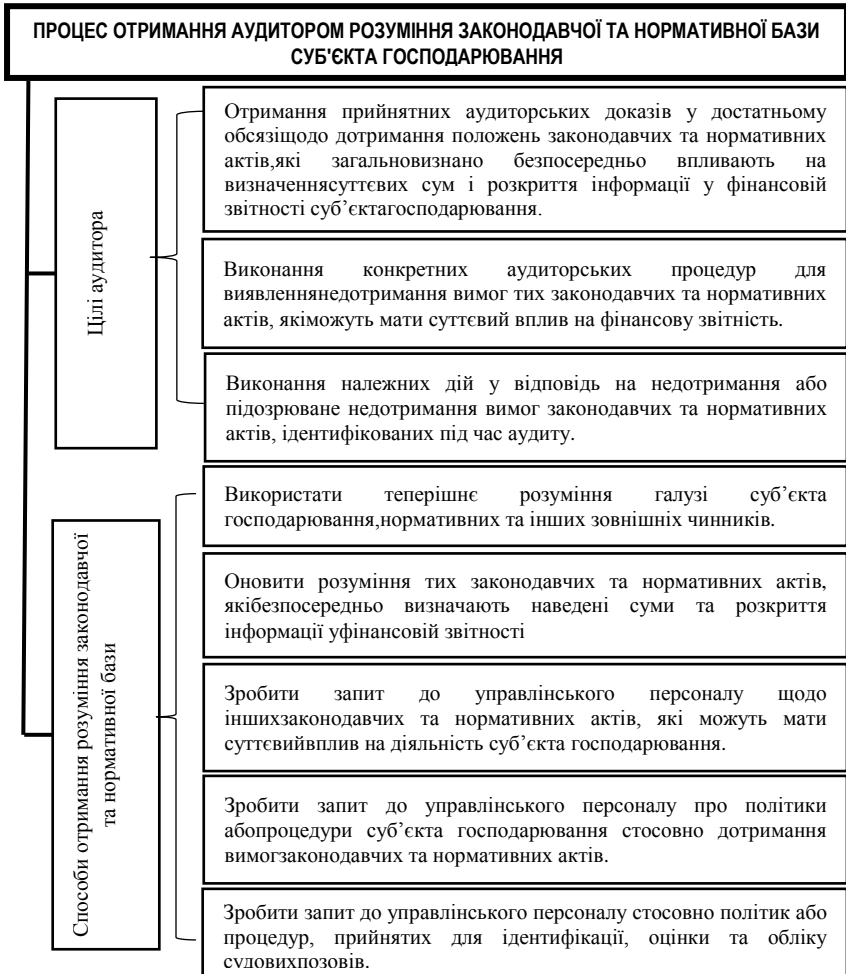 ПРОЦЕС ОТРИМАННЯ АУДИТОРОМ РОЗУМІННЯ ЗАКОНОДАВЧОЇ ТА НОРМАТИВНОЇ БАЗИ
СУБ'ЄКТА ГОСПОДАРЮВАННЯ
Цілі аудитора
Отримання прийнятних аудиторських доказів у достатньому
обсязіщодо дотримання положень законодавчих та нормативних
актів,які загальновизнано безпосередньо впливають на
визначеннясуттєвих сум і розкриття інформації у фінансовій
звітності суб’єктагосподарювання.
Виконання конкретних аудиторських процедур для
виявленнянедотримання вимог тих законодавчих та нормативних
актів, якіможуть мати суттєвий вплив на фінансову звітність.
Виконання належних дій у відповідь на недотримання або
підозрюване недотримання вимог законодавчих та нормативних
актів, ідентифікованих під час аудиту.
Способи отримання розуміння законодавчої
та нормативної бази
Використати теперішнє розуміння галузі суб’єкта
господарювання,нормативних та інших зовнішніх чинників.
Оновити розуміння тих законодавчих та нормативних актів,
якібезпосередньо визначають наведені суми та розкриття
інформації уфінансовій звітності
Зробити запит до управлінського персоналу щодо
іншихзаконодавчих та нормативних актів, які можуть мати
суттєвийвплив на діяльність суб’єкта господарювання.
Зробити запит до управлінського персоналу про політики
абопроцедури суб’єкта господарювання стосовно дотримання
вимогзаконодавчих та нормативних актів.
Зробити запит до управлінського персоналу стосовно політик або
процедур, прийнятих для ідентифікації, оцінки та обліку
судовихпозовів.